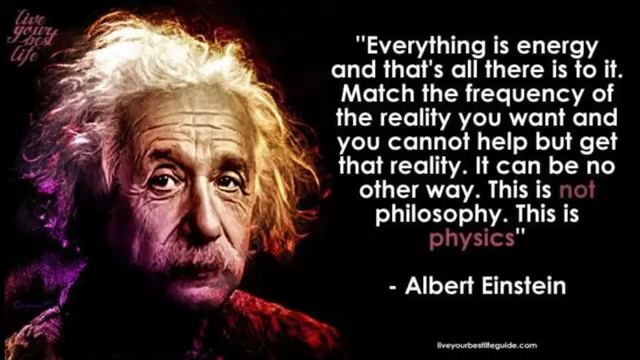 live
your
best
life
"Everything is energy
and that's all there is to it.
Match the frequency of
the reality you want and
you cannot help but get
that reality. It can be no
other way. This is not
philosophy. This is
physics"
- Albert Einstein
liveyourbestlifeguide.com